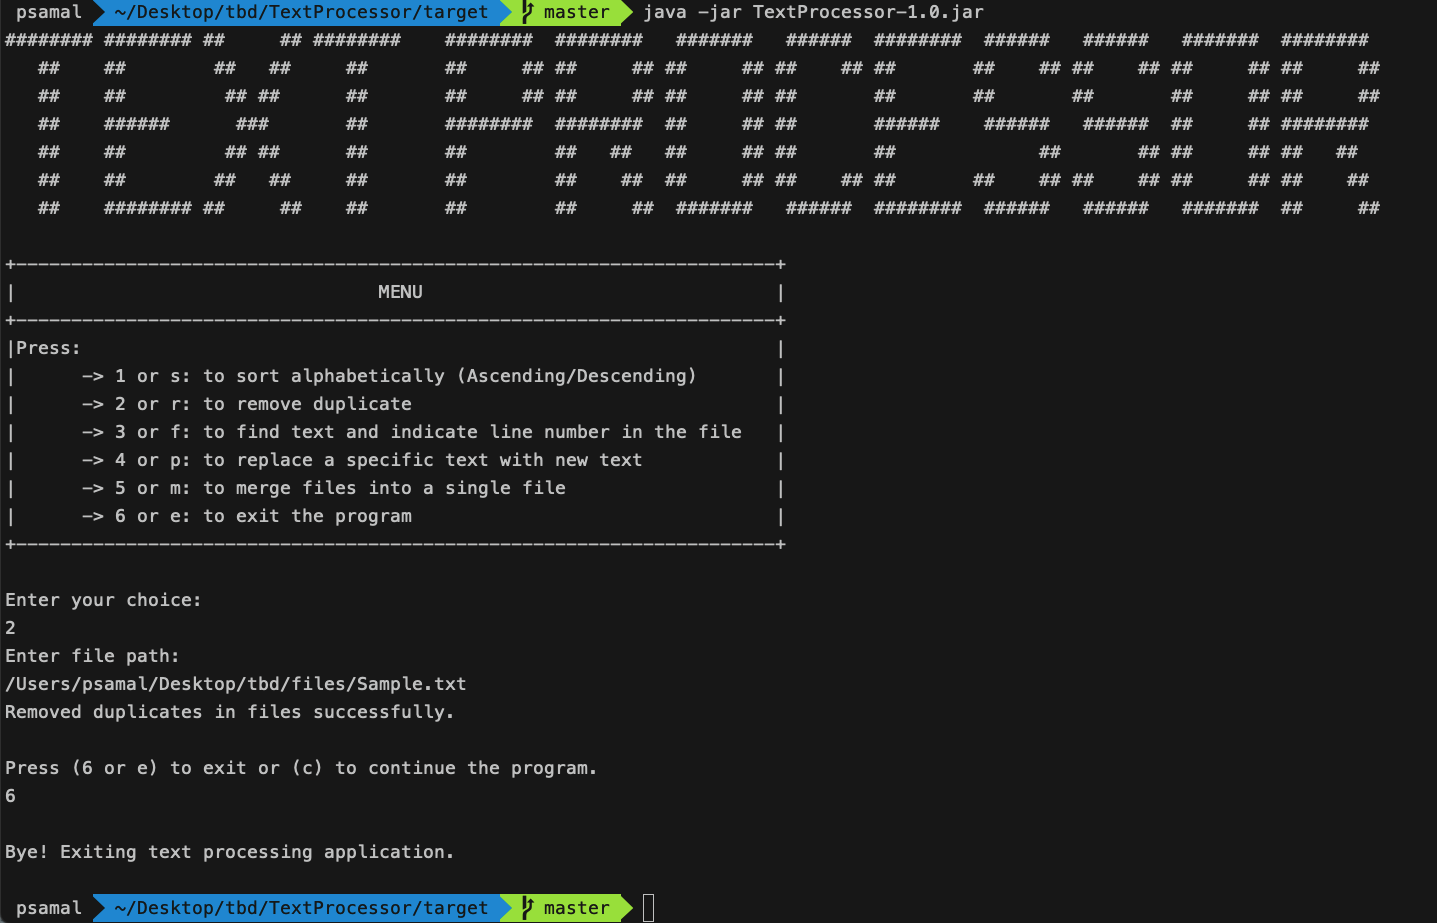 psamal ~/Desktop/tbd/TextProcessor/target master java -jar TextProcessor-1.0.jar
TEXT PROCESSOR
+---------------------------------------------------------------------+
| MENU |
+---------------------------------------------------------------------+
|Press: |
| -> 1 or s: to sort alphabetically (Ascending/Descending) |
| -> 2 or r: to remove duplicate |
| -> 3 or f: to find text and indicate line number in the file |
| -> 4 or p: to replace a specific text with new text |
| -> 5 or m: to merge files into a single file |
| -> 6 or e: to exit the program |
+---------------------------------------------------------------------+
Enter your choice:
2
Enter file path:
/Users/psamal/Desktop/tbd/files/Sample.txt
Removed duplicates in files successfully.
Press (6 or e) to exit or (c) to continue the program.
6
Bye! Exiting text processing application.
psamal ~/Desktop/tbd/TextProcessor/target master